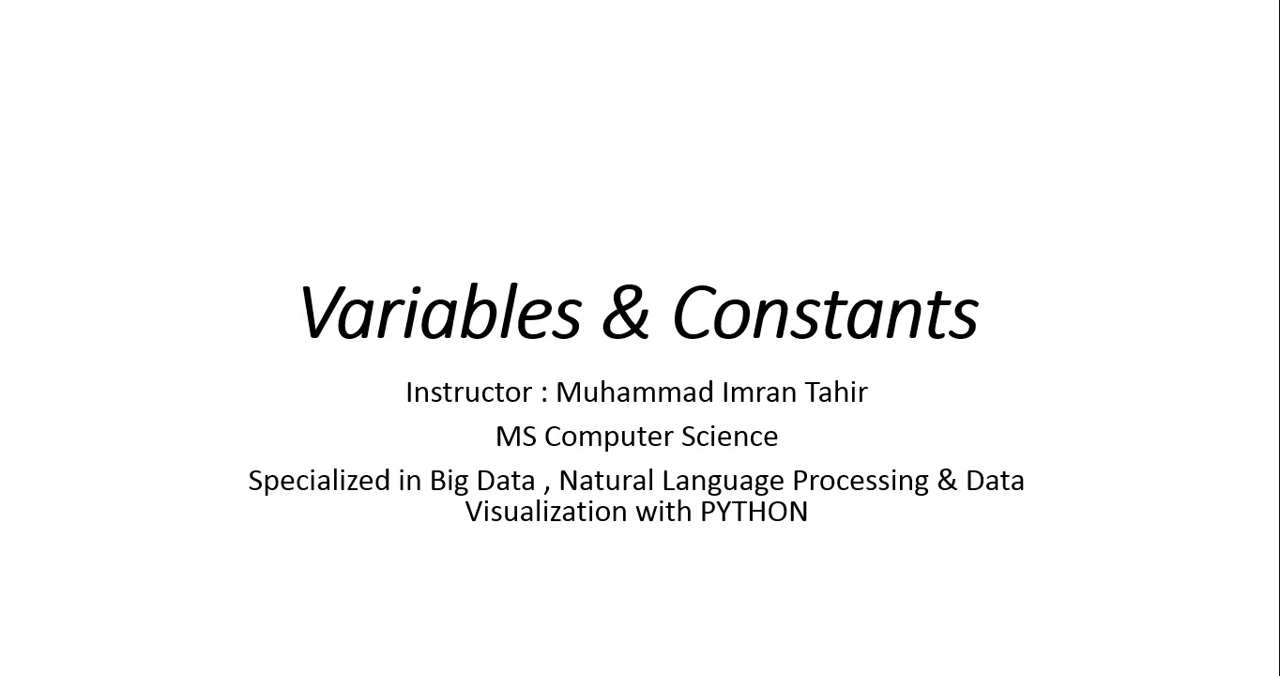 Variables & Constants
Instructor : Muhammad Imran Tahir
MS Computer Science
Specialized in Big Data , Natural Language Processing & Data
Visualization with PYTHON